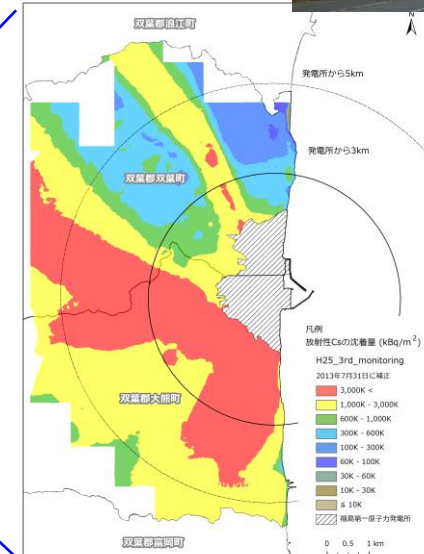 N
双葉郡浪江町
発電所から5km
発電所から3km
双葉郡双葉町
凡例
放射性Csの沈着量 (kBq/m²)
H25_3rd_monitoring
2013年7月31日に補正
3,000K <
1,000K - 3,000K
600K - 1,000K
300K - 600K
100K - 300K
60K - 100K
30K - 60K
10K - 30K
≦ 10K
福島第一原子力発電所
双葉郡大熊町
双葉郡富岡町
0 0.5 1 km